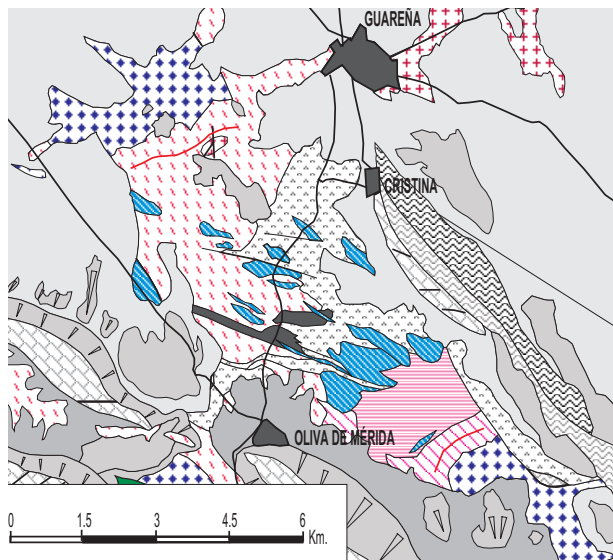 GUAREÑA
CRISTINA
OLIVA DE MÉRIDA
0 1.5 3 4.5 6
Km.